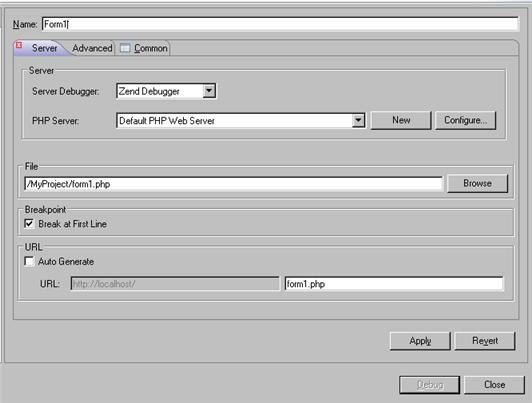 Name: Form1
Server Advanced Common
Server
Server Debugger: Zend Debugger
PHP Server: Default PHP Web Server New Configure...
File
/MyProject/form1.php Browse
Breakpoint
Break at First Line
URL
Auto Generate
URL: http://localhost/ form1.php
Apply Revert
Debug Close